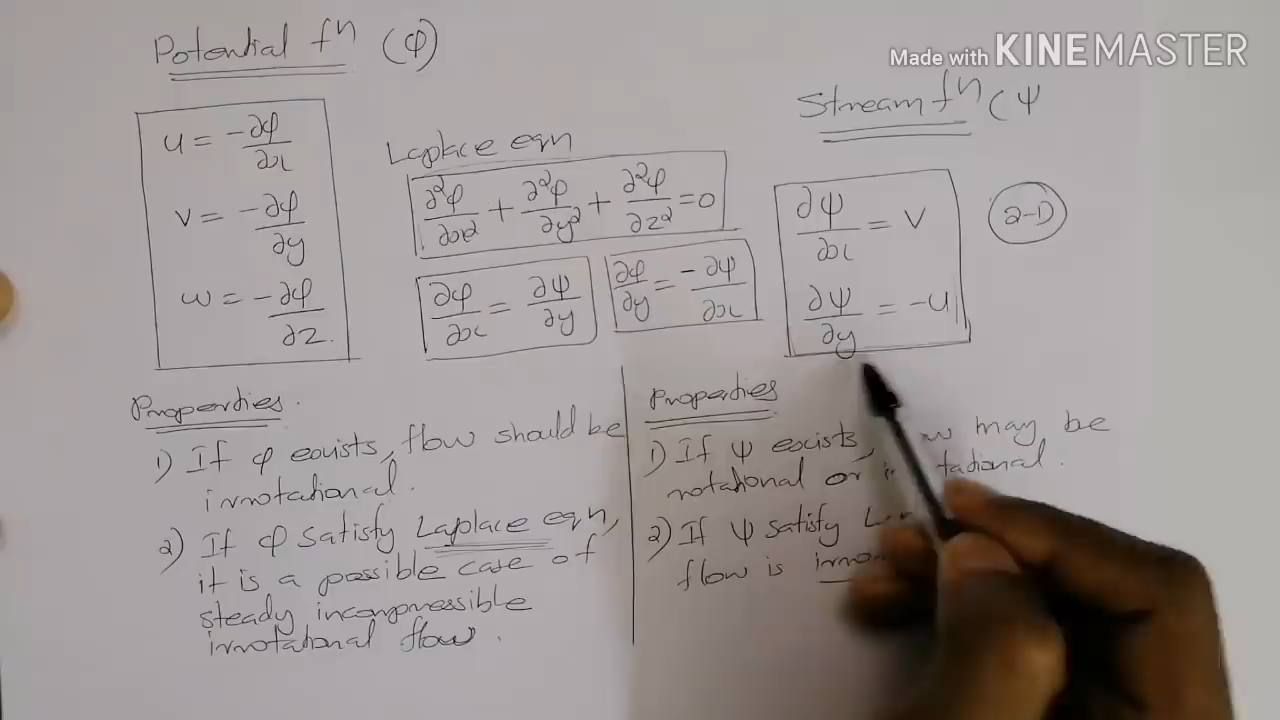 Potential fⁿ (φ)
Made with KINEMASTER
Stream fⁿ (ψ
u = -∂φ/∂x
v = -∂φ/∂y
w = -∂φ/∂z.
Laplace eqn
∂²φ/∂x² + ∂²φ/∂y² + ∂²φ/∂z² = 0
∂φ/∂x = ∂ψ/∂y
∂φ/∂y = -∂ψ/∂x
∂ψ/∂x = v
∂ψ/∂y = -u
2-D
Properties.
1) If φ exists, flow should be
irrotational.
2) If φ satisfy Laplace eqn,
it is a possible case of
steady incompressible
irrotational flow.
Properties
1) If ψ exists, may be
rotational or
2) If ψ satisfy
flow is